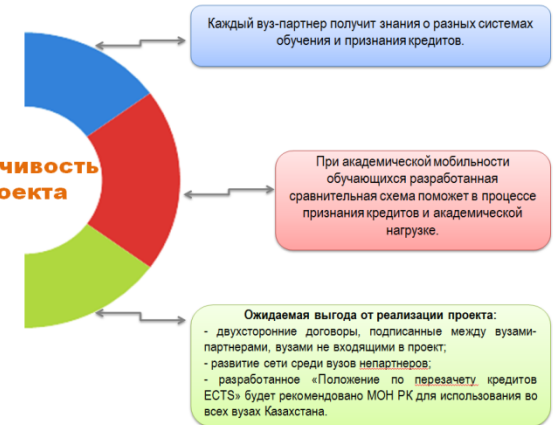 Каждый вуз-партнер получит знания о разных системах
обучения и признания кредитов.
чивость
оекта
При академической мобильности
обучающихся разработанная
сравнительная схема поможет в процессе
признания кредитов и академической
нагрузке.
Ожидаемая выгода от реализации проекта:
- двухсторонние договоры, подписанные между вузами-
партнерами, вузами не входящими в проект;
- развитие сети среди вузов непартнеров;
- разработанное «Положение по перезачету кредитов
ECTS» будет рекомендовано МОН РК для использования во
всех вузах Казахстана.